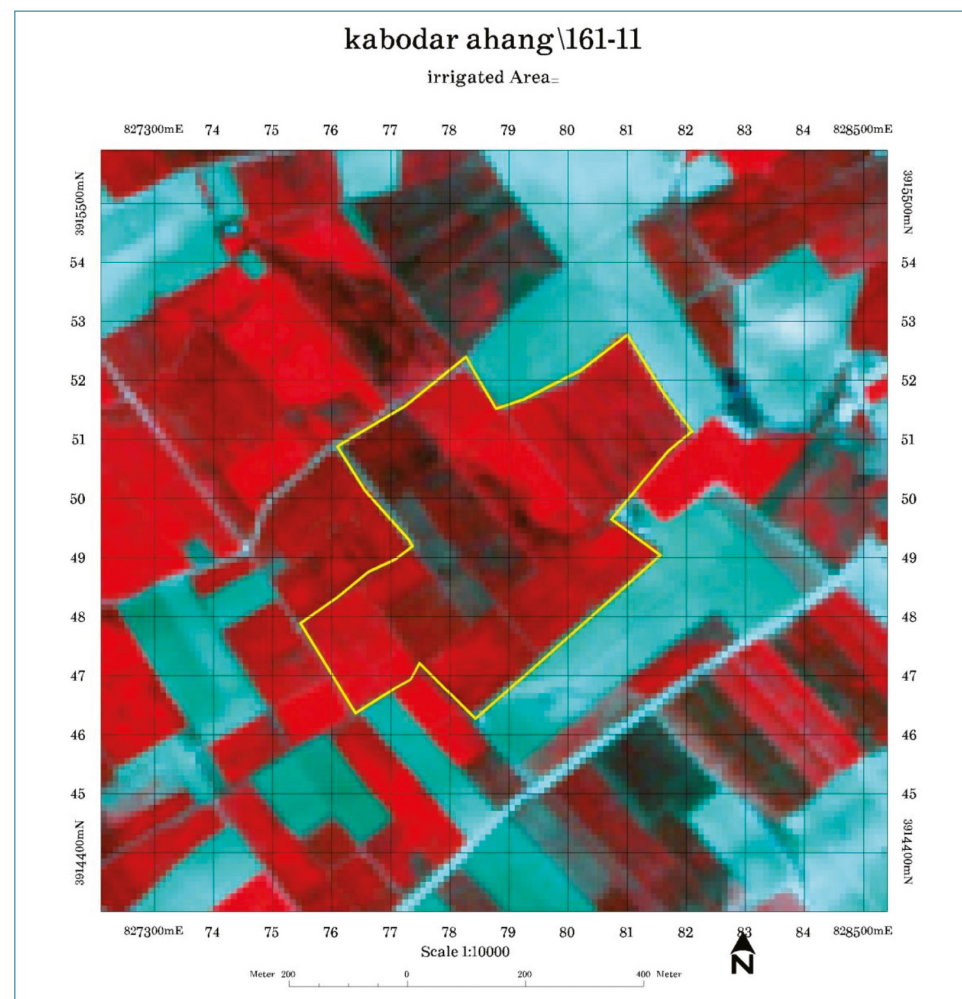 kabodar ahang\161-11
irrigated Area=
827300mE 74 75 76 77 78 79 80 81 82 83 84 828500mE
3915500mN 3915500mN
54 54
53 53
52 52
51 51
50 50
49 49
48 48
47 47
46 46
45 45
3914400mN 3914400mN
827300mE 74 75 76 77 78 79 80 81 82 83 84 828500mE
Scale 1:10000
N
Meter 200 0 200 400 Meter